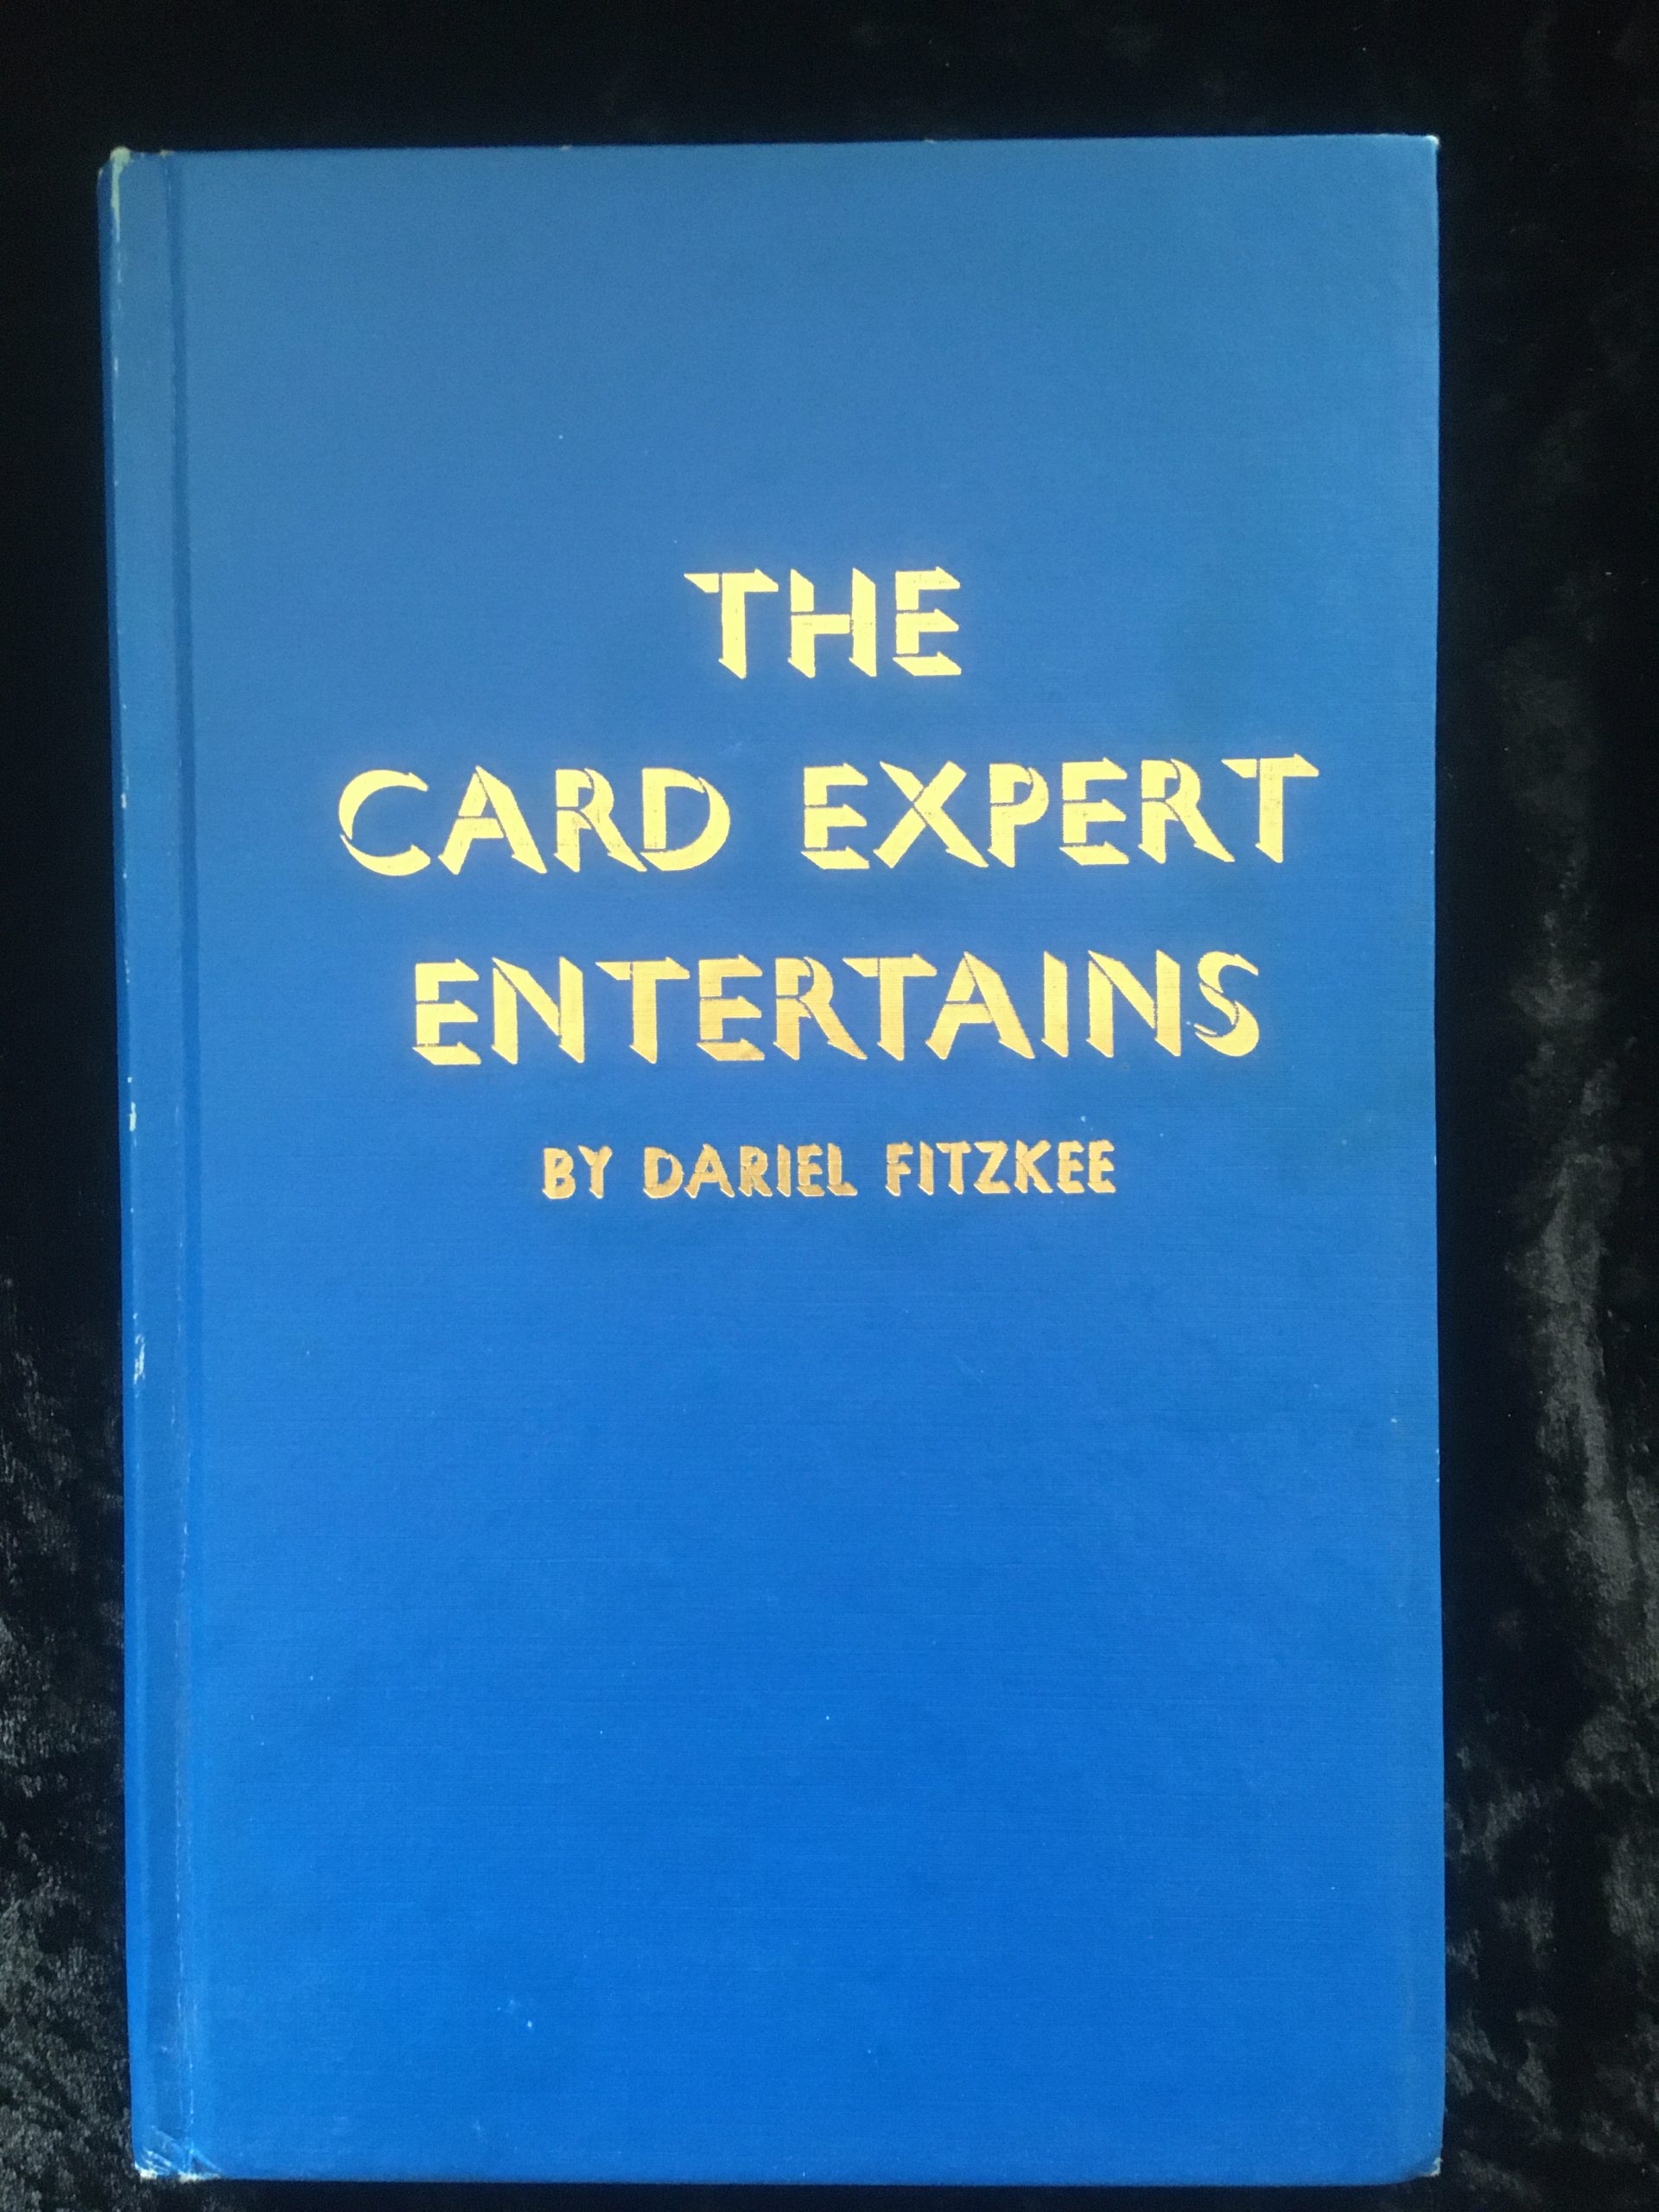 THE
CARD EXPERT
ENTERTAINS
BY DARIEL FITZKEE